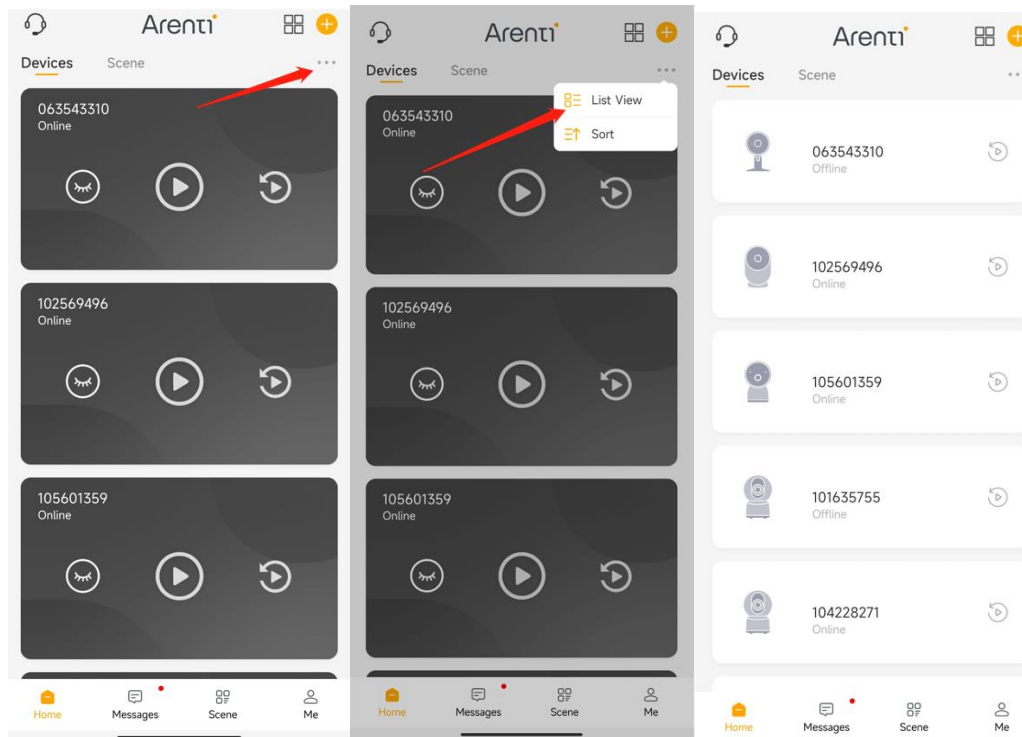 Arenti
Devices Scene
063543310
Online
102569496
Online
105601359
Online
Home Messages Scene Me
Arenti
Devices Scene
List View
Sort
063543310
Online
102569496
Online
105601359
Online
Home Messages Scene Me
Arenti
Devices Scene
063543310
Offline
102569496
Online
105601359
Online
101635755
Offline
104228271
Online
Home Messages Scene Me